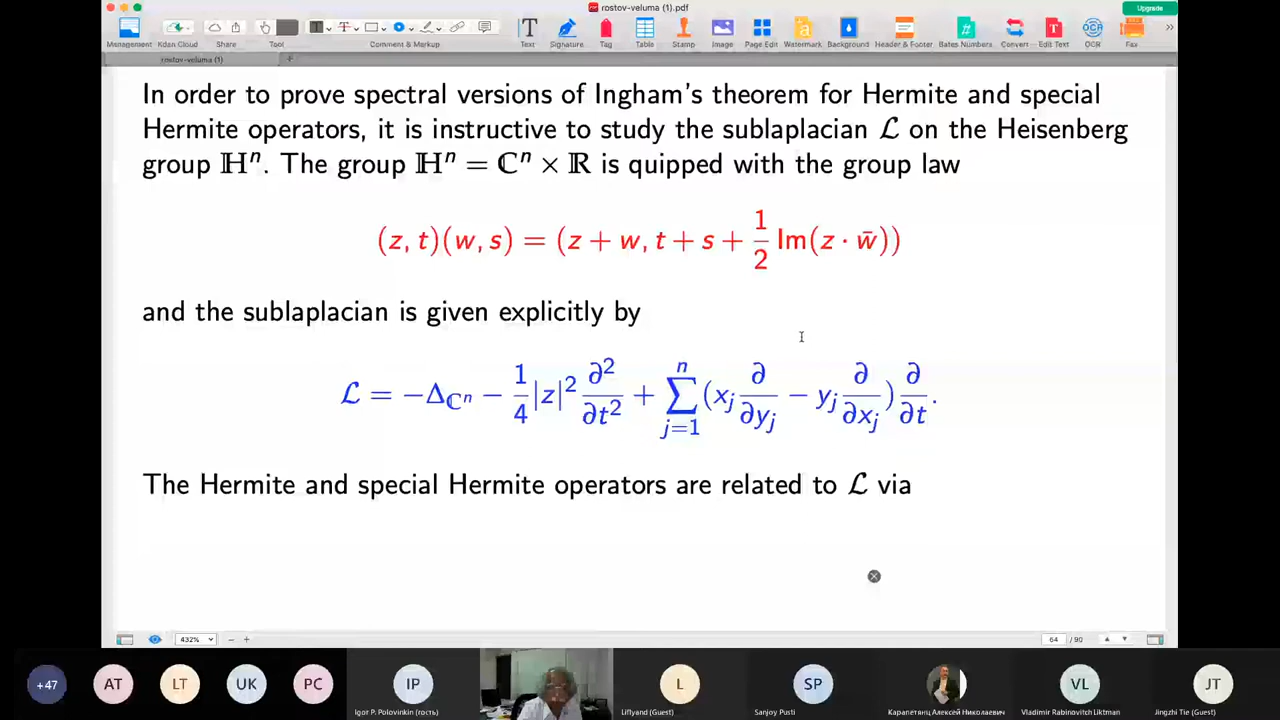 rostov-veluma (1).pdf
Upgrade
Management Kdan Cloud Share Tool Comment & Markup Text Signature Tag Table Stamp Image Page Edit Watermark Background Header & Footer Bates Numbers Convert Edit Text OCR Fax
rostov-veluma (1)
In order to prove spectral versions of Ingham's theorem for Hermite and special
Hermite operators, it is instructive to study the sublaplacian ℒ on the Heisenberg
group ℍⁿ. The group ℍⁿ = ℂⁿ × ℝ is quipped with the group law
(z, t)(w, s) = (z + w, t + s + 1/2 Im(z · w̄))
and the sublaplacian is given explicitly by
ℒ = −Δ_ℂⁿ − 1/4 |z|² ∂²/∂t² + ∑_{j=1}^{n} (x_j ∂/∂y_j − y_j ∂/∂x_j) ∂/∂t.
The Hermite and special Hermite operators are related to ℒ via
432% 64 / 90
+47 AT LT UK PC IP L SP VL JT
Igor P. Polovinkin (гость) Liflyand (Guest) Sanjoy Pusti Карапетянц Алексей Николаевич Vladimir Rabinovitch Liktman Jingzhi Tie (Guest)